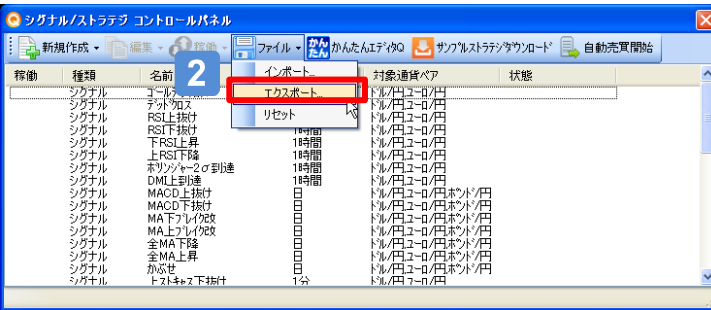 シグナル/ストラテジ コントロールパネル
新規作成 編集 稼働 ファイル かんたん かんたんエディタQ サンプルストラテジダウンロード 自動売買開始
2
インポート...
エクスポート...
リセット
稼働 種類 名前 対象通貨ペア 状態
シグナル ドル/円,ユーロ/円
シグナル デッドクロス ドル/円,ユーロ/円
シグナル RSI上抜け ドル/円,ユーロ/円
シグナル RSI下抜け 1時間 ドル/円,ユーロ/円
シグナル 下RSI上昇 1時間 ドル/円,ユーロ/円
シグナル 上RSI下降 1時間 ドル/円,ユーロ/円
シグナル ボリンジャー2σ到達 1時間 ドル/円,ユーロ/円
シグナル DMI上到達 1時間 ドル/円,ユーロ/円
シグナル MACD上抜け 日 ドル/円,ユーロ/円,ポンド/円
シグナル MACD下抜け 日 ドル/円,ユーロ/円,ポンド/円
シグナル MA下ブレイク改 日 ドル/円,ユーロ/円,ポンド/円
シグナル MA上ブレイク改 日 ドル/円,ユーロ/円,ポンド/円
シグナル 全MA下降 日 ドル/円,ユーロ/円,ポンド/円
シグナル 全MA上昇 日 ドル/円,ユーロ/円,ポンド/円
シグナル かぶせ 日 ドル/円,ユーロ/円,ポンド/円
シグナル 1分 ドル/円,ユーロ/円